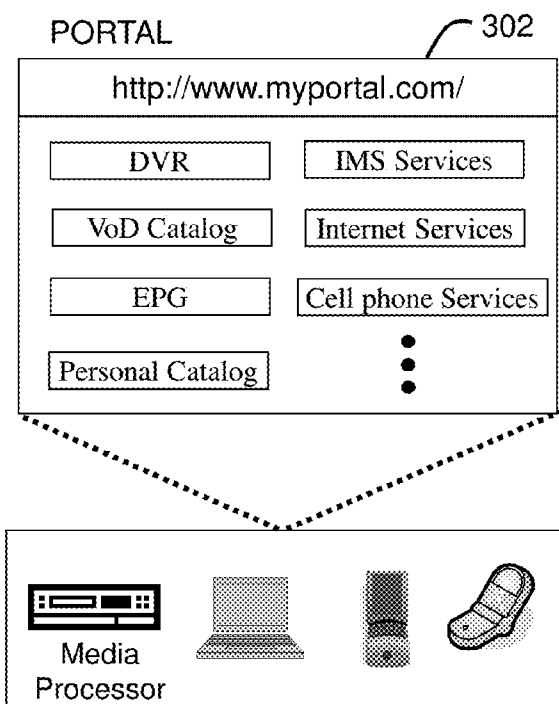 PORTAL
302
http://www.myportal.com/
DVR
IMS Services
VoD Catalog
Internet Services
EPG
Cell phone Services
Personal Catalog
Media
Processor